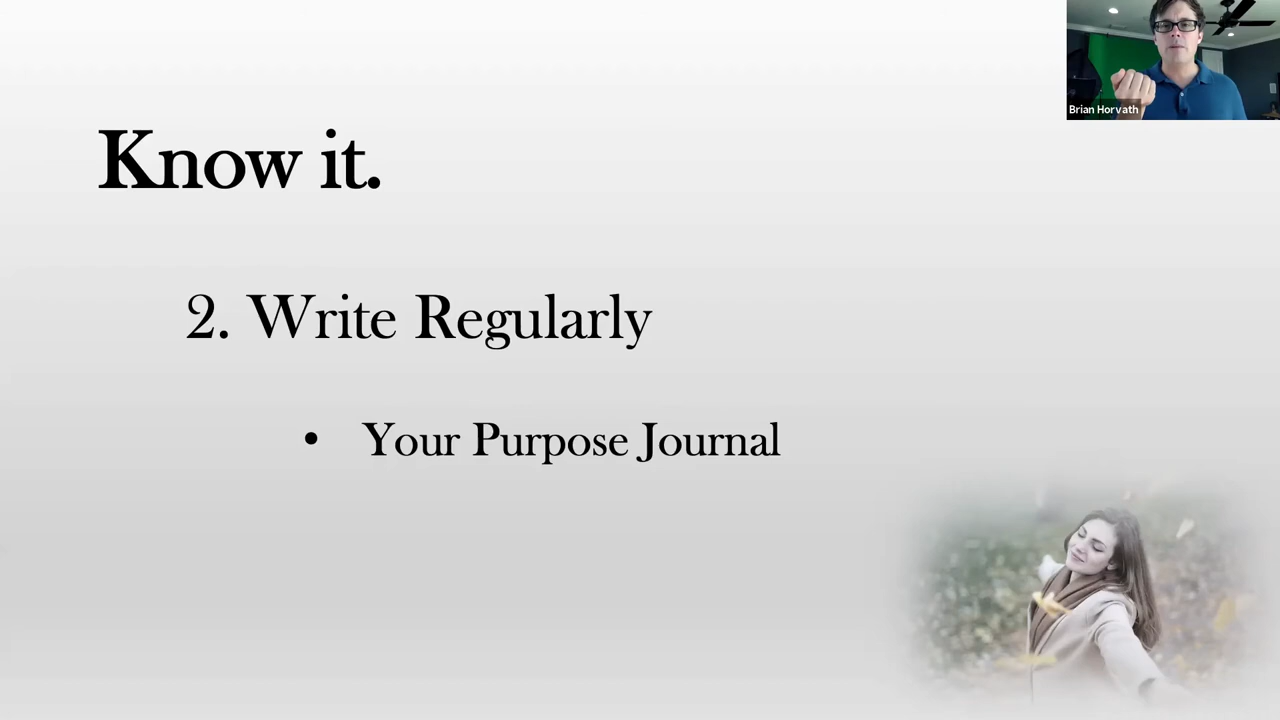 Brian Horvath
Know it.
2. Write Regularly
• Your Purpose Journal